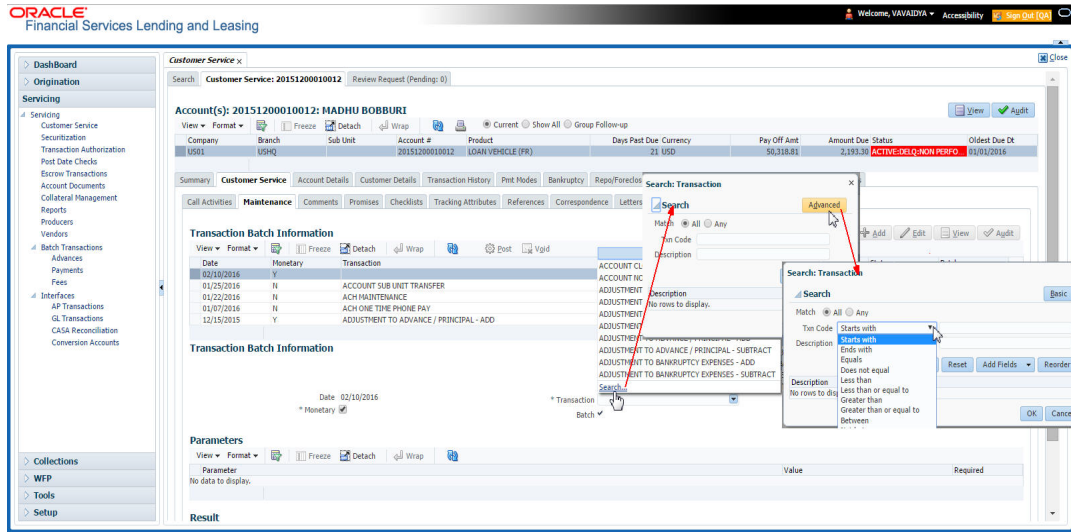 ORACLE
Financial Services Lending and Leasing
Welcome, VAVAIDYA Accessibility Sign Out [QA]
Close
DashBoard
Origination
Servicing
Servicing
Customer Service
Securitization
Transaction Authorization
Post Date Checks
Escrow Transactions
Account Documents
Collateral Management
Reports
Producers
Vendors
Batch Transactions
Advances
Payments
Fees
Interfaces
AP Transactions
GL Transactions
CASA Reconciliation
Conversion Accounts
Collections
WFP
Tools
Setup
Customer Service x
Search Customer Service: 20151200010012 Review Request (Pending: 0)
Account(s): 20151200010012: MADHU BOBBURI
View Audit
View Format Freeze Detach Wrap Current Show All Group Follow-up
Company Branch Sub Unit Account # Product Days Past Due Currency Pay Off Amt Amount Due Status Oldest Due Dt
US01 USHQ 20151200010012 LOAN VEHICLE (FR) 21 USD 50,318.81 2,193.30 ACTIVE:DELQ:NON PERFO... 01/01/2016
Summary Customer Service Account Details Customer Details Transaction History Pmt Modes Bankruptcy Repo/Foreclos
Call Activities Maintenance Comments Promises Checklists Tracking Attributes References Correspondence Letters
Transaction Batch Information
Add Edit View Audit
View Format Freeze Detach Wrap Post Void
Date Monetary Transaction
02/10/2016 Y
01/25/2016 N ACCOUNT SUB UNIT TRANSFER
01/22/2016 N ACH MAINTENANCE
01/07/2016 N ACH ONE TIME PHONE PAY
12/15/2015 Y ADJUSTMENT TO ADVANCE / PRINCIPAL - ADD
ACCOUNT CL
ACCOUNT NC
ADJUSTMENT
ADJUSTMENT
ADJUSTMENT
ADJUSTMENT
ADJUSTMENT TO ADVANCE / PRINCIPAL - ADD
ADJUSTMENT TO ADVANCE / PRINCIPAL - SUBTRACT
ADJUSTMENT TO BANKRUPTCY EXPENSES - ADD
ADJUSTMENT TO BANKRUPTCY EXPENSES - SUBTRACT
Search...
Search: Transaction ×
Search Advanced
Match All Any
Txn Code
Description
Description
No rows to display.
Search: Transaction
Search Basic
Match All Any
Txn Code Starts with
Description
Starts with
Ends with
Equals
Does not equal
Less than
Less than or equal to
Greater than
Greater than or equal to
Between
Reset Add Fields Reorder
Description
No rows to disp
OK Cance
Transaction Batch Information
Date 02/10/2016
* Monetary
* Transaction
Batch
Parameters
View Format Freeze Detach Wrap
Parameter Value Required
No data to display.
Result